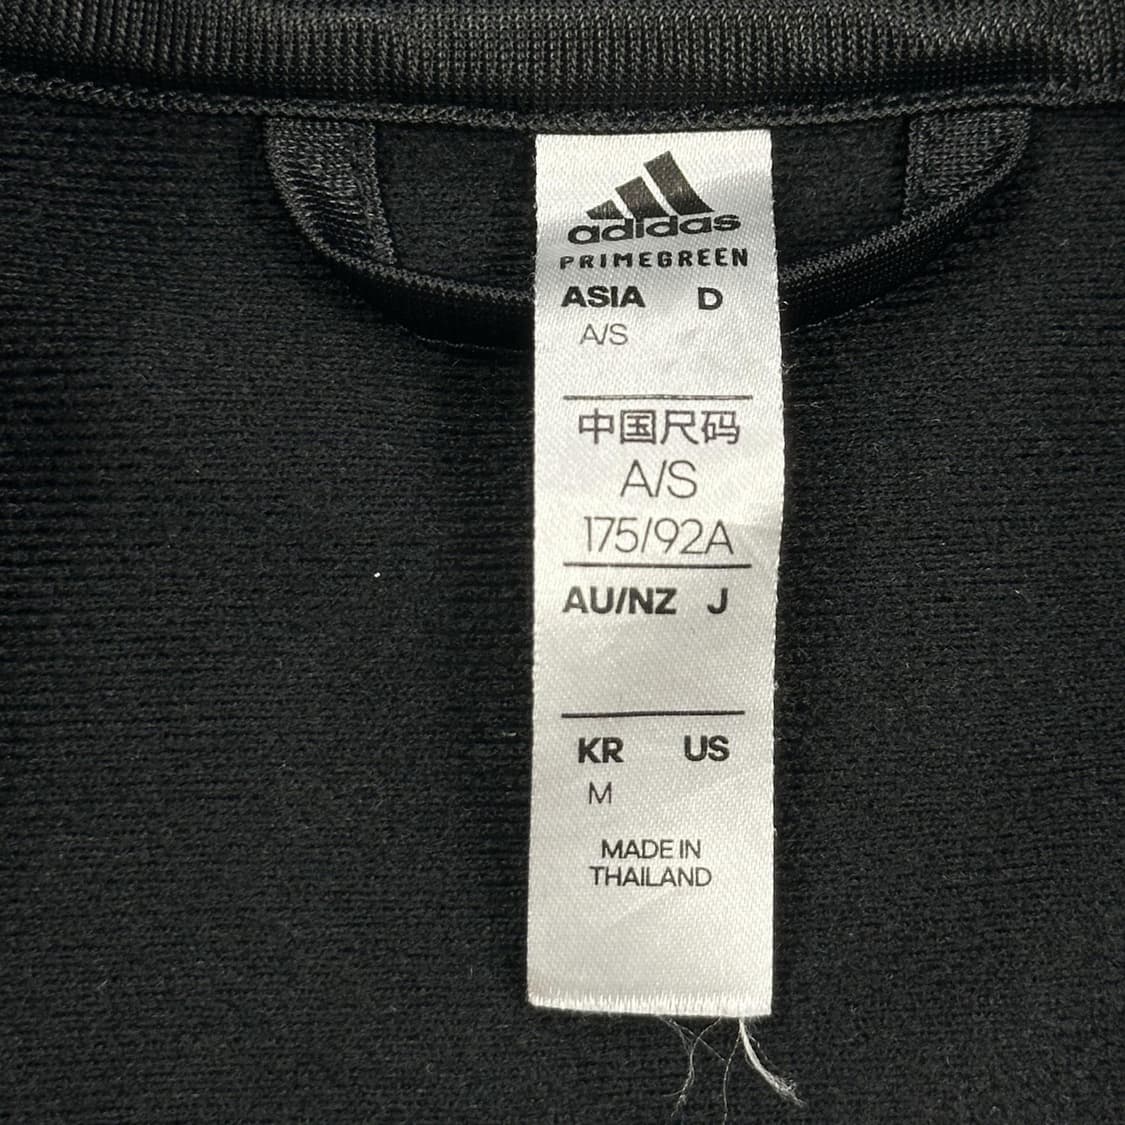 adidas
PRIMEGREEN
ASIA D
A/S
中国尺码
A/S
175/92A
AU/NZ J
KR US
M
MADE IN
THAILAND